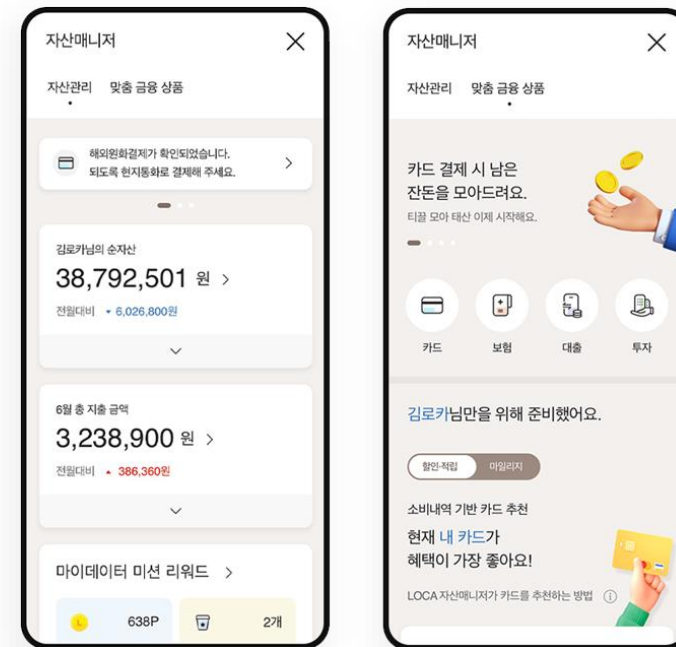 자산매니저
자산관리 맞춤 금융 상품
해외원화결제가 확인되었습니다.
되도록 현지통화로 결제해 주세요.
김로카님의 순자산
38,792,501 원
전월대비 6,026,800원
6월 총 지출 금액
3,238,900 원
전월대비 386,360원
마이데이터 미션 리워드
L 638P 2개
자산매니저
자산관리 맞춤 금융 상품
카드 결제 시 남은
잔돈을 모아드려요.
티끌 모아 태산 이제 시작해요.
카드 보험 대출 투자
김로카님만을 위해 준비했어요.
할인·적립 마일리지
소비내역 기반 카드 추천
현재 내 카드가
혜택이 가장 좋아요!
LOCA 자산매니저가 카드를 추천하는 방법